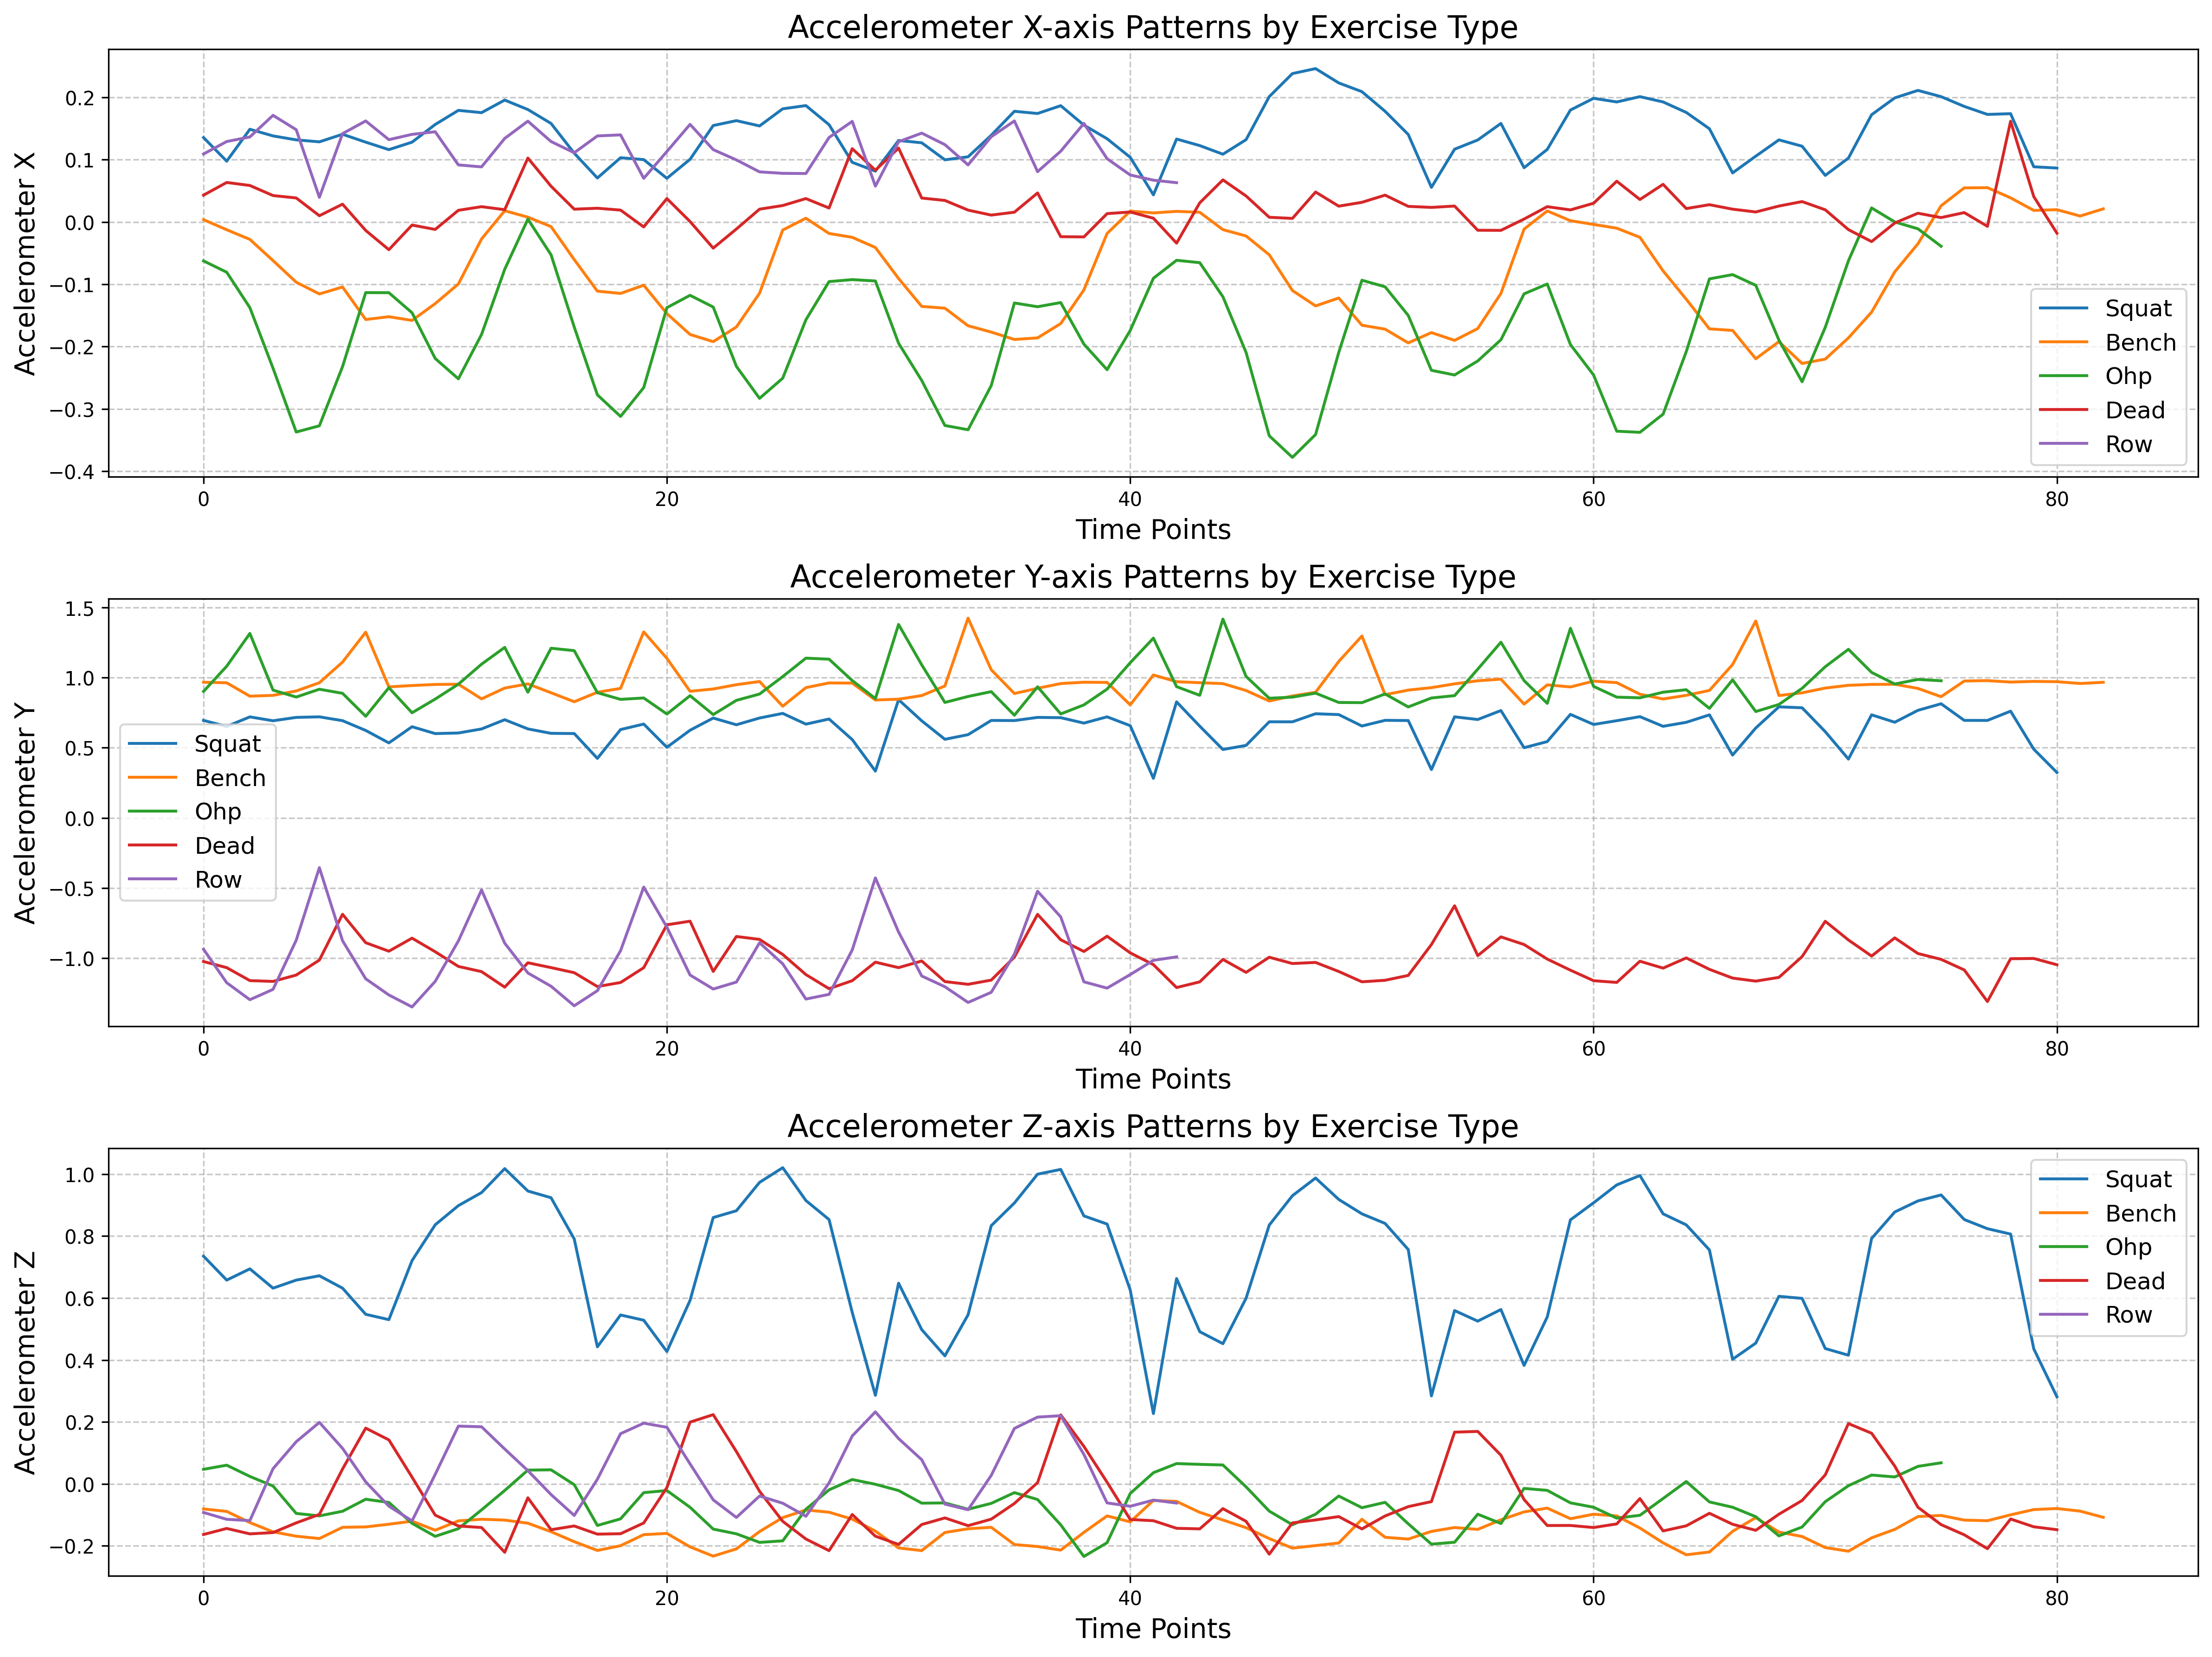 Accelerometer X-axis Patterns by Exercise Type
Accelerometer X
0.2
0.1
0.0
−0.1
−0.2
−0.3
−0.4
Squat
Bench
Ohp
Dead
Row
0 20 40 60 80
Time Points
Accelerometer Y-axis Patterns by Exercise Type
Accelerometer Y
1.5
1.0
0.5
0.0
−0.5
−1.0
Squat
Bench
Ohp
Dead
Row
0 20 40 60 80
Time Points
Accelerometer Z-axis Patterns by Exercise Type
Accelerometer Z
1.0
0.8
0.6
0.4
0.2
0.0
−0.2
Squat
Bench
Ohp
Dead
Row
0 20 40 60 80
Time Points